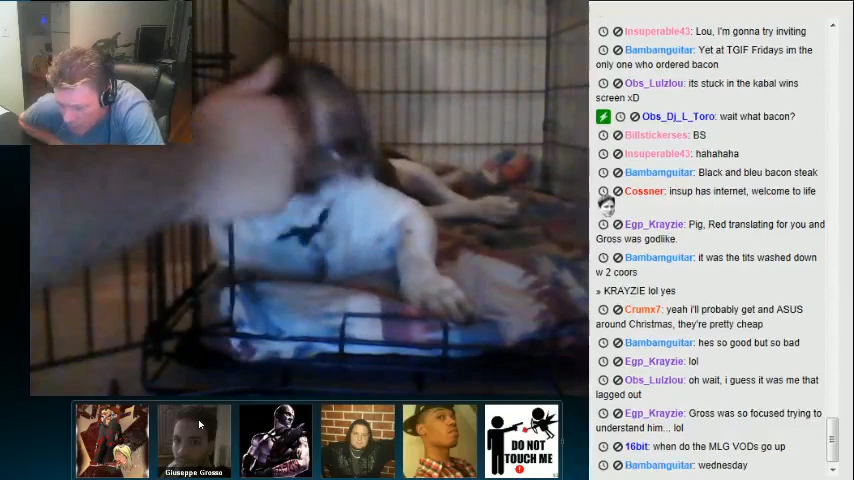 Insuperable43: Lou, I'm gonna try inviting
Bambamguitar: Yet at TGIF Fridays im the
only one who ordered bacon
Obs_Lulzlou: its stuck in the kabal wins
screen xD
Obs_Dj_L_Toro: wait what bacon?
Billstickerses: BS
Insuperable43: hahahaha
Bambamguitar: Black and bleu bacon steak
Cossner: insup has internet, welcome to life
Egp_Krayzie: Pig, Red translating for you and
Gross was godlike.
Bambamguitar: it was the tits washed down
w 2 coors
» KRAYZIE lol yes
Crumx7: yeah i'll probably get and ASUS
around Christmas, they're pretty cheap
Bambamguitar: hes so good but so bad
Egp_Krayzie: lol
Obs_Lulzlou: oh wait, i guess it was me that
lagged out
Egp_Krayzie: Gross was so focused trying to
understand him... lol
16bit: when do the MLG VODs go up
Bambamguitar: wednesday
Giuseppe Grosso
DO NOT
TOUCH ME
!